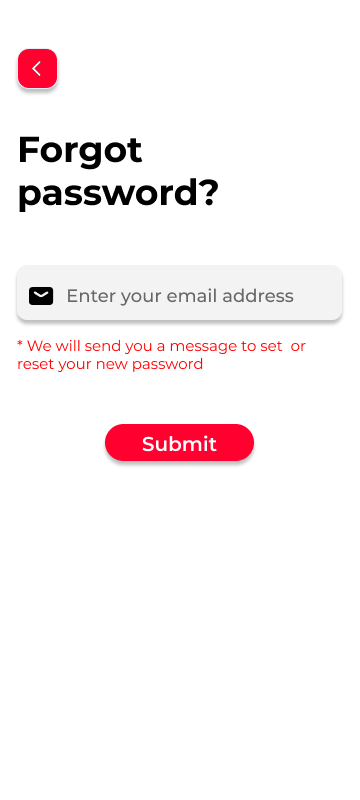 Forgot
password?
Enter your email address
* We will send you a message to set  or
reset your new password
Submit